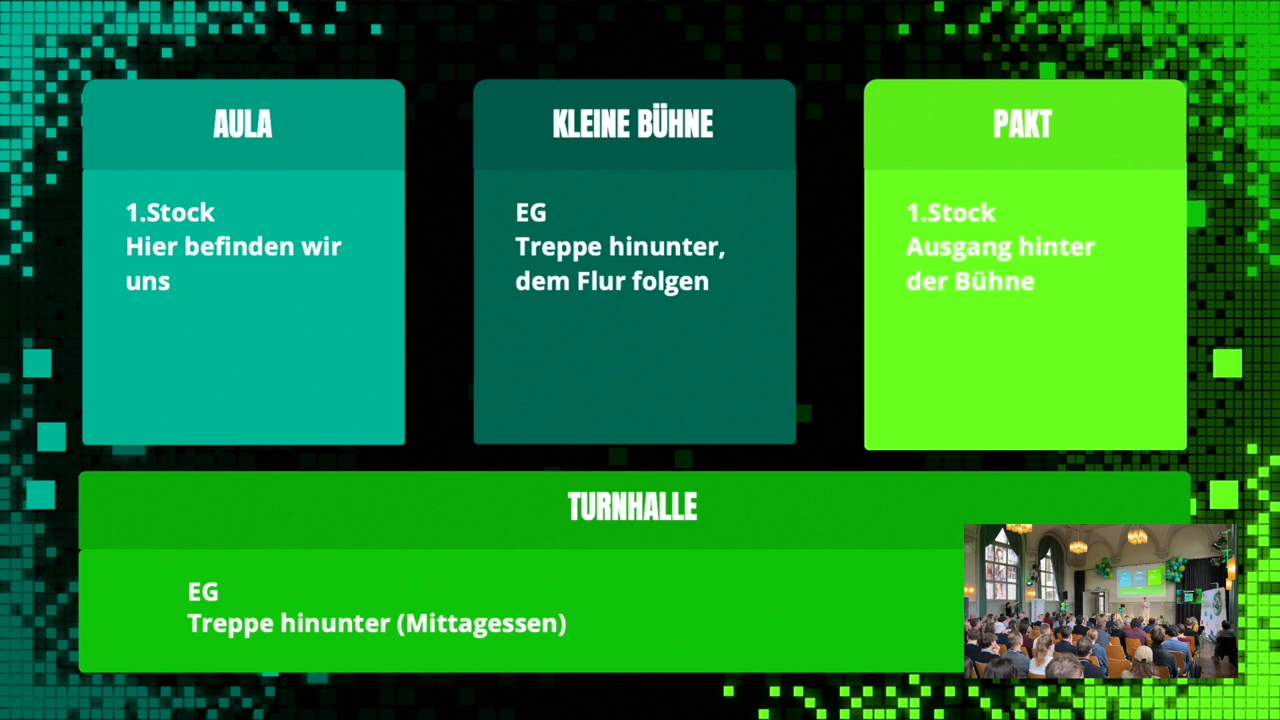 AULA
1.Stock
Hier befinden wir
uns
KLEINE BÜHNE
EG
Treppe hinunter,
dem Flur folgen
PAKT
1.Stock
Ausgang hinter
der Bühne
TURNHALLE
EG
Treppe hinunter (Mittagessen)